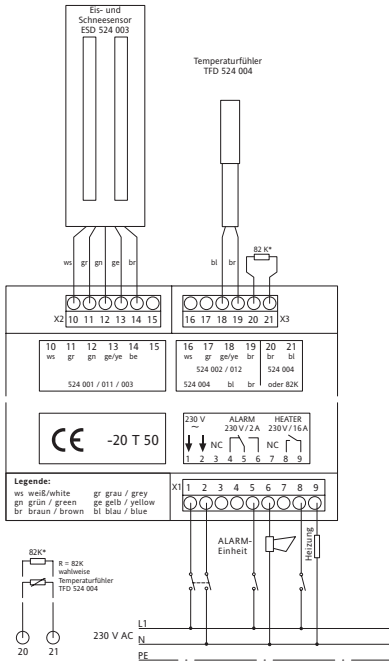 Eis- und
Schneesensor
ESD 524 003
Temperaturfühler
TFD 524 004
ws gr gn ge br
bl br
82 K*
X2 10 11 12 13 14 15
16 17 18 19 20 21 X3
10 11 12 13 14 15
ws gr gn ge/ye be
524 001 / 011 / 003
16 17 18 19 20 21
ws gr ge/ye br br bl
524 002 / 012 524 004
524 004 bl br oder 82K
CE -20 T 50
230 V ALARM HEATER
~ 230 V/ 2 A 230 V/ 16 A
NC NC
1 2 3 4 5 6 7 8 9
Legende:
ws weiß/white gr grau / grey
gn grün / green ge gelb / yellow
br braun / brown bl blau / blue
X1 1 2 3 4 5 6 7 8 9
ALARM-
Einheit
Heizung
82K*
R = 82K
wahlweise
Temperaturfühler
TFD 524 004
20 21
230 V AC
L1
N
PE